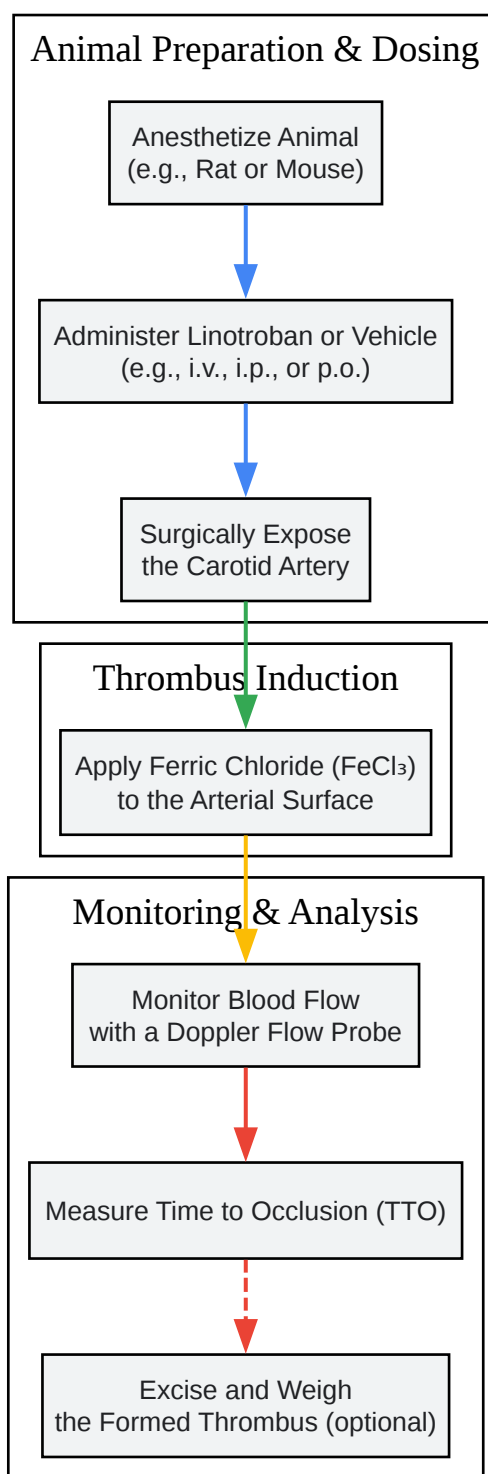 Animal Preparation & Dosing
Anesthetize Animal
(e.g., Rat or Mouse)
Administer Linotroban or Vehicle
(e.g., i.v., i.p., or p.o.)
Surgically Expose
the Carotid Artery
Thrombus Induction
Apply Ferric Chloride (FeCl₃)
to the Arterial Surface
Monitoring & Analysis
Monitor Blood Flow
with a Doppler Flow Probe
Measure Time to Occlusion (TTO)
Excise and Weigh
the Formed Thrombus (optional)